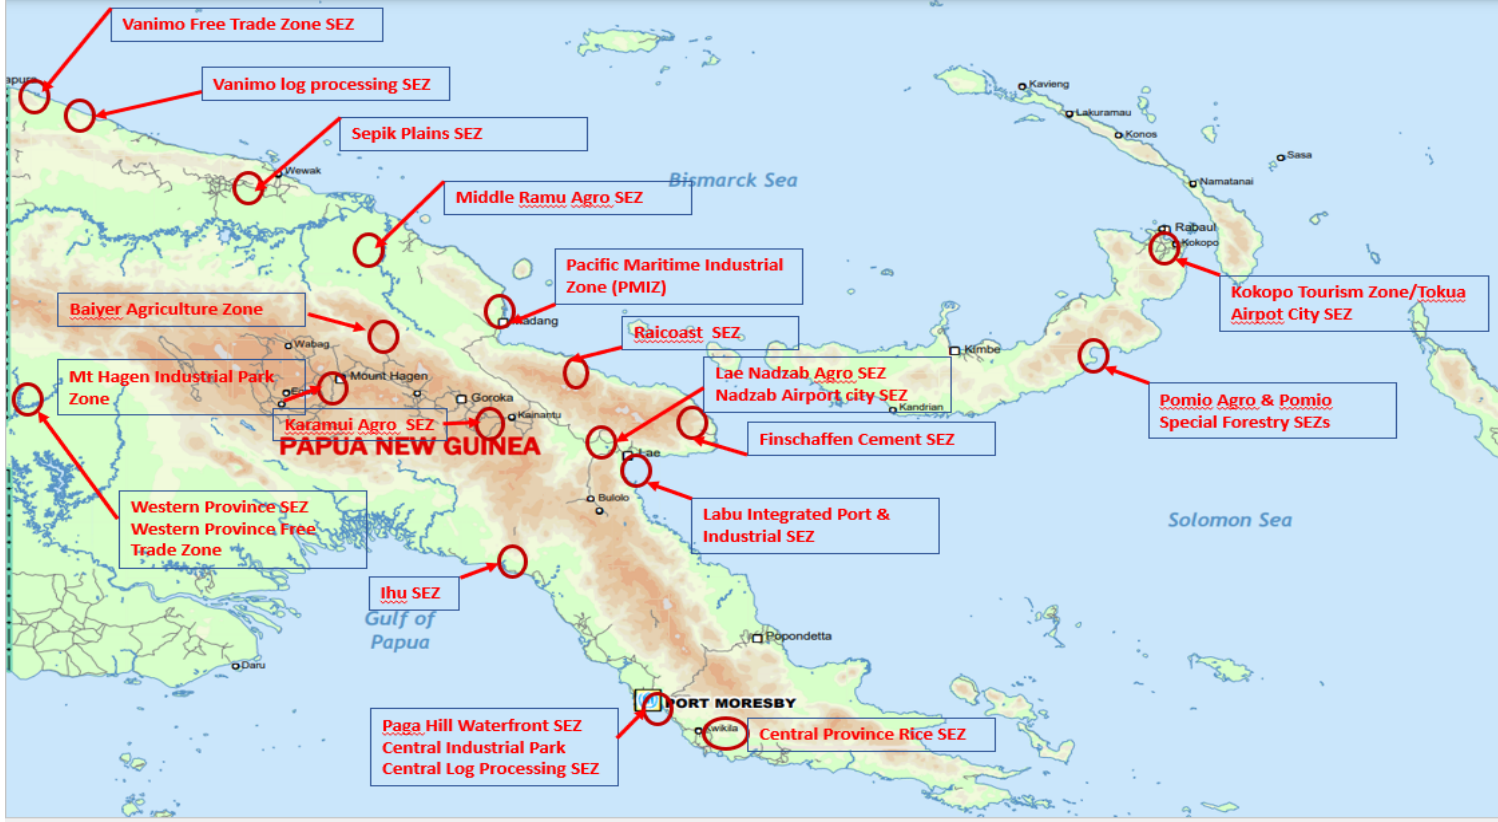 Vanimo Free Trade Zone SEZ
apura
Vanimo log processing SEZ
Kavieng
Lakuramau
Konos
Sepik Plains SEZ
Sasa
Wewak
Bismarck Sea
Namatanai
Middle Ramu Agro SEZ
Rabaul
Kokopo
Pacific Maritime Industrial
Zone (PMIZ)
Kokopo Tourism Zone/Tokua
Airpot City SEZ
Baiyer Agriculture Zone
adang
Raicoast SEZ
Wabag
Kimbe
Mt Hagen Industrial Park
Zone
Mount Hagen
Lae Nadzab Agro SEZ
Nadzab Airport city SEZ
Goroka
Kandrian
Pomio Agro & Pomio
Special Forestry SEZs
Kainantu
Karamui Agro SEZ
PAPUA NEW GUINEA
Finschaffen Cement SEZ
Lae
Bulolo
Western Province SEZ
Western Province Free
Trade Zone
Labu Integrated Port &
Industrial SEZ
Solomon Sea
Ihu SEZ
Gulf of
Papua
Popondetta
Daru
PORT MORESBY
Paga Hill Waterfront SEZ
Central Industrial Park
Central Log Processing SEZ
wikila
Central Province Rice SEZ